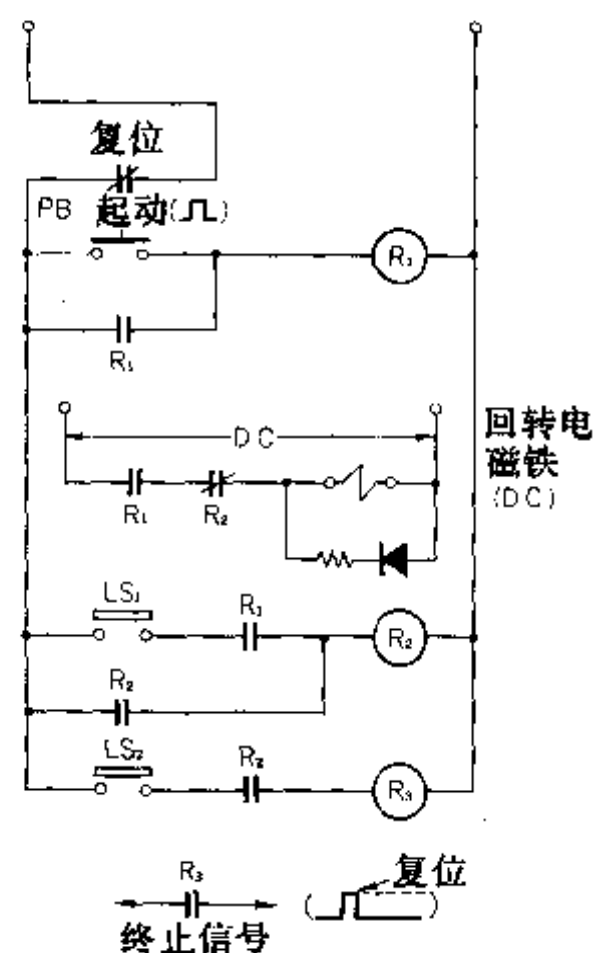 复位
PB 起动(⎍)
R₁
R₁
DC
回转电
磁铁
(DC)
R₁ R₂
LS₁ R₁
R₂
R₂
LS₂ R₂
R₃
R₃ 复位
终止信号